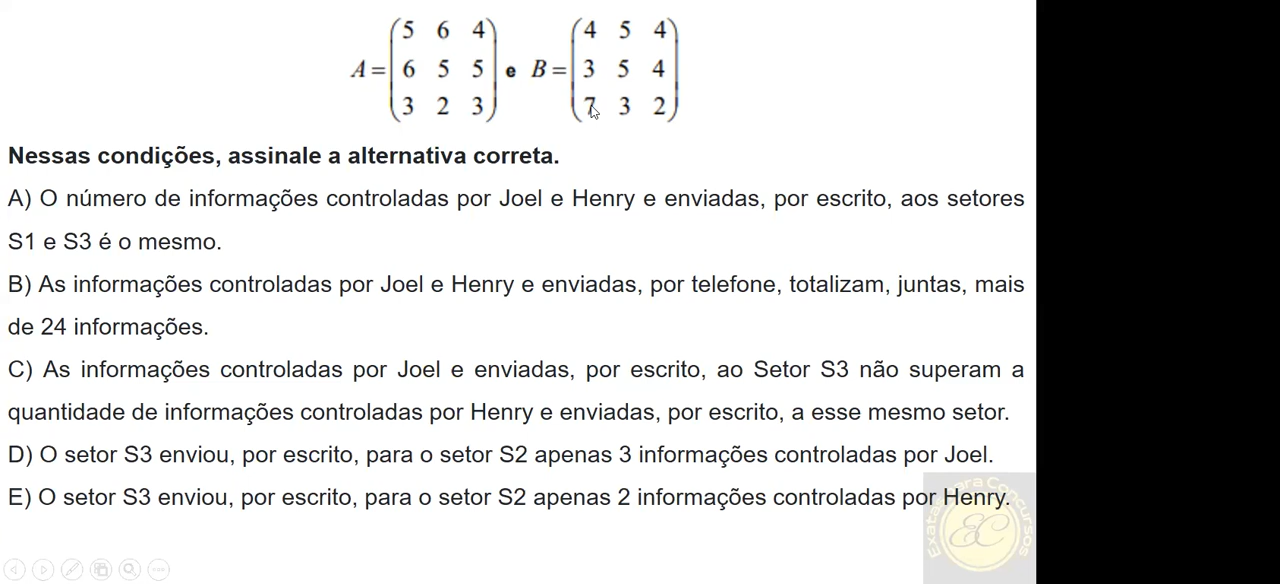 A = (5 6 4
6 5 5
3 2 3) e B = (4 5 4
3 5 4
7 3 2)
Nessas condições, assinale a alternativa correta.
A) O número de informações controladas por Joel e Henry e enviadas, por escrito, aos setores
S1 e S3 é o mesmo.
B) As informações controladas por Joel e Henry e enviadas, por telefone, totalizam, juntas, mais
de 24 informações.
C) As informações controladas por Joel e enviadas, por escrito, ao Setor S3 não superam a
quantidade de informações controladas por Henry e enviadas, por escrito, a esse mesmo setor.
D) O setor S3 enviou, por escrito, para o setor S2 apenas 3 informações controladas por Joel.
E) O setor S3 enviou, por escrito, para o setor S2 apenas 2 informações controladas por Henry.
Exatas para Concursos
EC